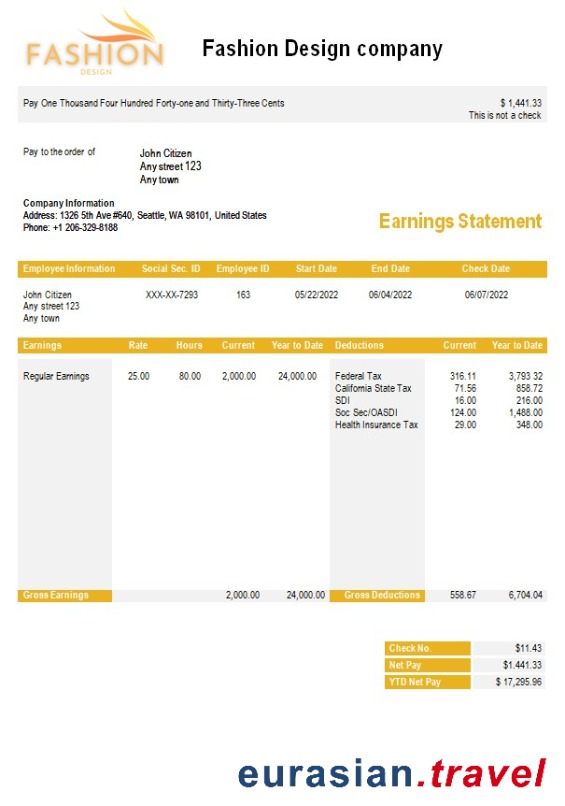 FASHION
DESIGN
Fashion Design company
Pay One Thousand Four Hundred Forty-one and Thirty-Three Cents $ 1,441.33
This is not a check
Pay to the order of John Citizen
Any street 123
Any town
Company Information
Address: 1326 5th Ave #640, Seattle, WA 98101, United States
Phone: +1 206-329-8188
Earnings Statement
Employee Information Social Sec. ID Employee ID Start Date End Date Check Date
John Citizen XXX-XX-7293 163 05/22/2022 06/04/2022 06/07/2022
Any street 123
Any town
Earnings Rate Hours Current Year to Date Deductions Current Year to Date
Regular Earnings 25.00 80.00 2,000.00 24,000.00 Federal Tax 316.11 3,793 32
California State Tax 71.56 858.72
SDI 16.00 216.00
Soc Sec/OASDI 124.00 1,488.00
Health Insurance Tax 29.00 348.00
Gross Earnings 2,000.00 24,000.00 Gross Deductions 558.67 6,704.04
Check No. $11.43
Net Pay $1.441.33
YTD Net Pay $ 17,295.96
eurasian.travel